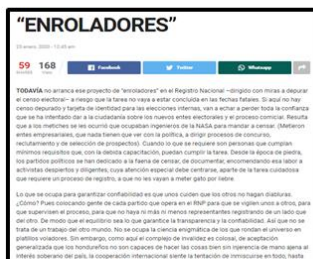 “ENROLADORES”
23 enero, 2020 - 12:45 am
59 168
Facebook
Twitter
Whatsapp
TODAVÍA no arranca ese proyecto de “enroladores” en el Registro Nacional –dirigido con miras a depurar
el censo electoral– a riesgo que la tarea no vaya a estar concluida en las fechas fatales. Si aquí no hay
censo depurado y tarjeta de identidad para las elecciones internas, van a echar a perder toda la confianza
que se ha intentado dar a la ciudadanía sobre los nuevos entes electorales y el proceso comicial. Resulta
que a los metiches se les ocurrió que ocupaban ingenieros de la NASA para mandar a censar. (Metieron
entes empresariales, que nada tienen que ver con la política, a dirigir procesos de concurso,
reclutamiento y de selección de prospectos). Cuando lo que se requiere son personas que cumplan
mínimos requisitos que, con la debida capacitación, puedan cumplir la tarea. Desde la época de piedra,
los partidos políticos se han dedicado a la faena de censar, de documentar, encomendando esa labor a
activistas despiertos y diligentes, cuya atención especial debe centrarse, aparte de la tarea cuidadosa
que requiere un proceso de registro, a que no les vayan a meter gato por liebre.
Lo que se ocupa para garantizar confiabilidad es que unos cuiden que los otros no hagan diabluras.
¿Cómo? Pues colocando gente de cada partido que opera en el RNP para que se vigilen unos a otros, para
que supervisen el proceso, para que no haya ni más ni menos representantes registrando de un lado que
del otro. De modo que el equilibrio sea lo que garantice la transparencia y la confiabilidad. Así que no se
trata de un trabajo del otro mundo. No se ocupa la ciencia enigmática de los que rondan el universo en
platillos voladores. Sin embargo, como aquí el complejo de invalidez es colosal, de aceptación
generalizada que los hondureños no son capaces de hacer las cosas bien sin injerencia de mano ajena al
interés soberano del país, la cooperación internacional siente la tentación de inmiscuirse en todo, hasta